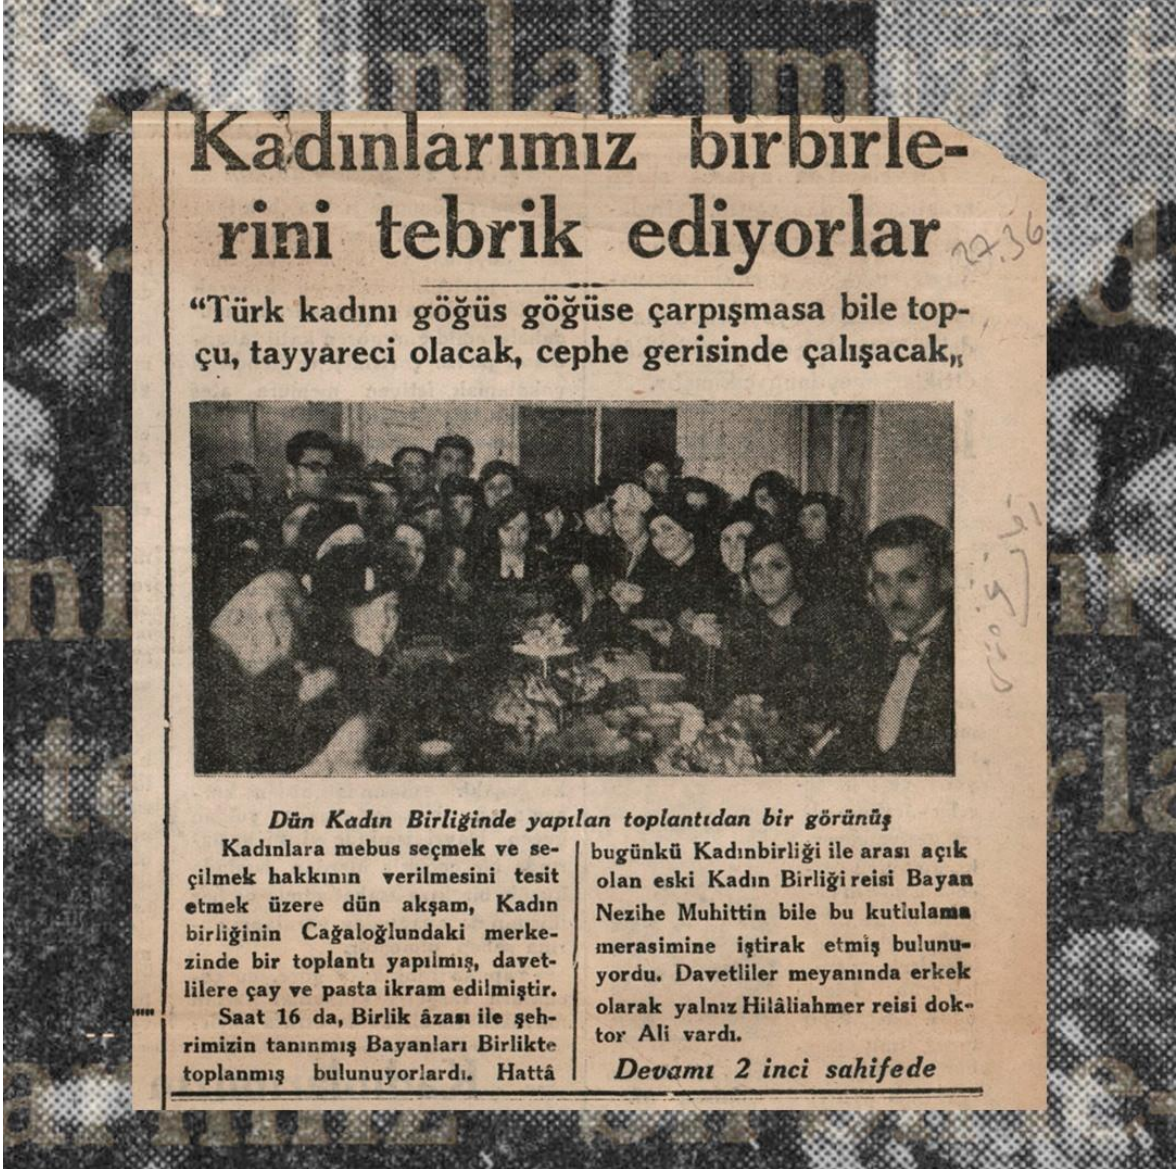 Kadınlarımız birbirle-
rini tebrik ediyorlar
27.36
“Türk kadını göğüs göğüse çarpışmasa bile top-
çu, tayyareci olacak, cephe gerisinde çalışacak„
Dün Kadın Birliğinde yapılan toplantıdan bir görünüş
Kadınlara mebus seçmek ve se-
çilmek hakkının verilmesini tesit
etmek üzere dün akşam, Kadın
birliğinin Cağaloğlundaki merke-
zinde bir toplantı yapılmış, davet-
lilere çay ve pasta ikram edilmiştir.
Saat 16 da, Birlik âzası ile şeh-
rimizin tanınmış Bayanları Birlikte
toplanmış bulunuyorlardı. Hattâ
bugünkü Kadınbirliği ile arası açık
olan eski Kadın Birliği reisi Bayan
Nezihe Muhittin bile bu kutlulama
merasimine iştirak etmiş bulunu-
yordu. Davetliler meyanında erkek
olarak yalnız Hilâliahmer reisi dok-
tor Ali vardı.
Devamı 2 inci sahifede